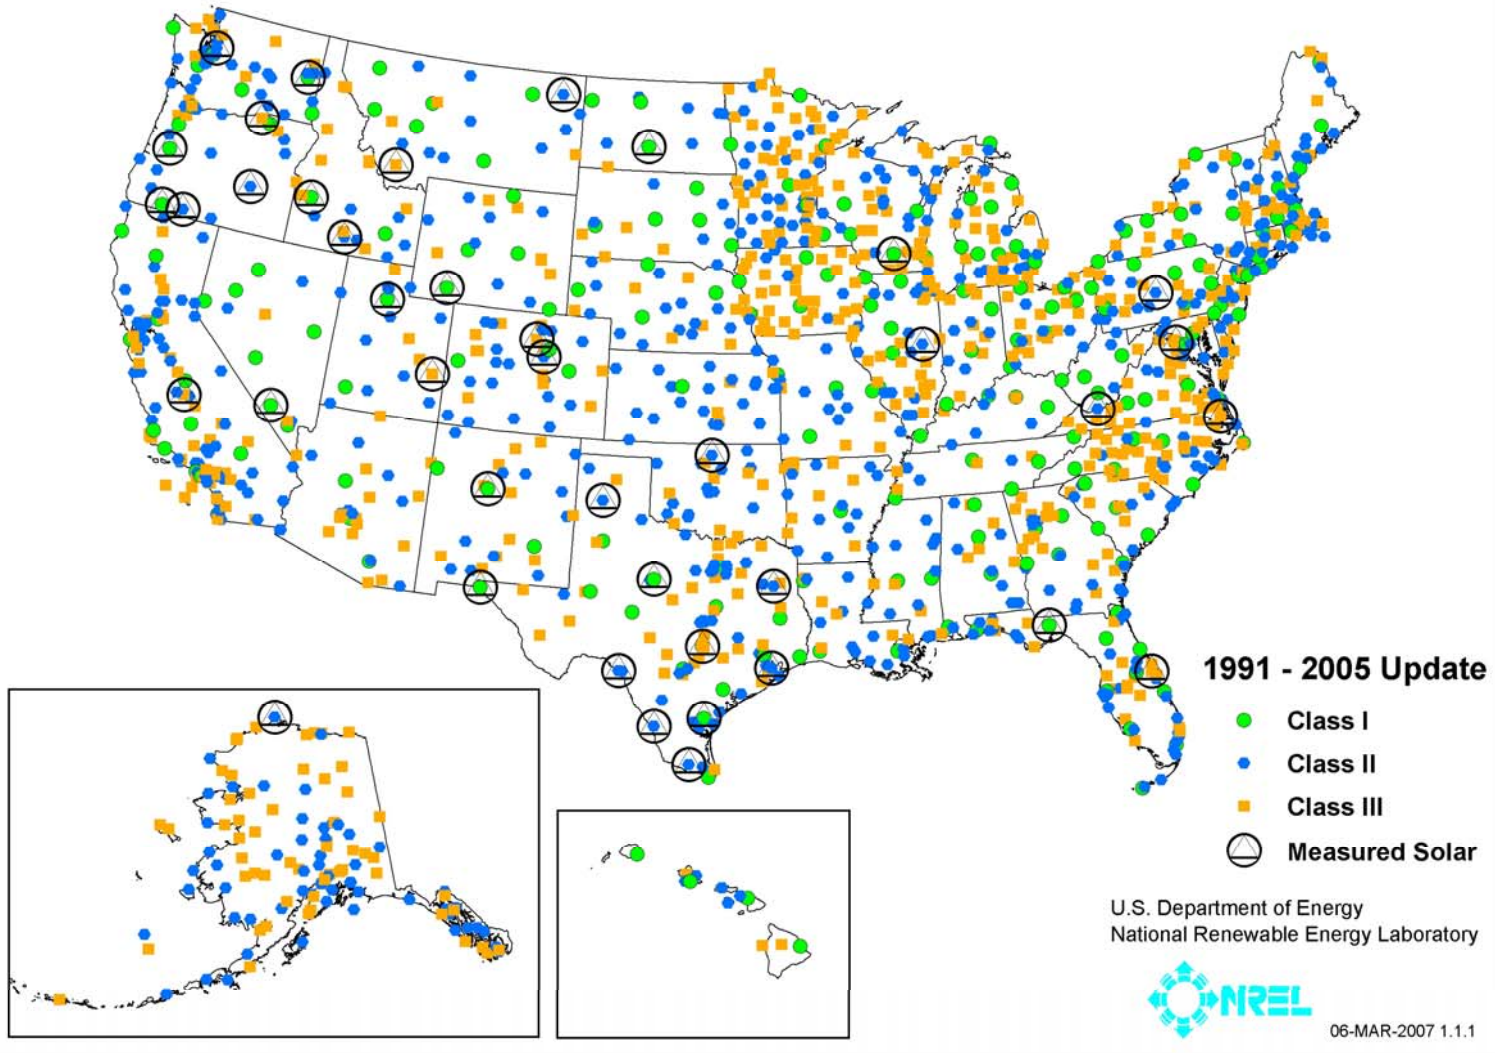 1991 - 2005 Update
Class I
Class II
Class III
Measured Solar
U.S. Department of Energy
National Renewable Energy Laboratory
NREL
06-MAR-2007 1.1.1